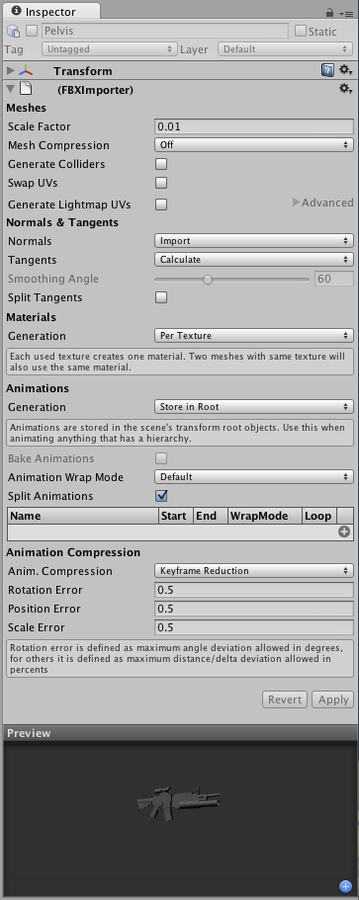 Inspector
Pelvis
Static
Tag Untagged Layer Default
Transform
(FBXImporter)
Meshes
Scale Factor 0.01
Mesh Compression Off
Generate Colliders
Swap UVs
Generate Lightmap UVs Advanced
Normals & Tangents
Normals Import
Tangents Calculate
Smoothing Angle 60
Split Tangents
Materials
Generation Per Texture
Each used texture creates one material. Two meshes with same texture will
also use the same material.
Animations
Generation Store in Root
Animations are stored in the scene's transform root objects. Use this when
animating anything that has a hierarchy.
Bake Animations
Animation Wrap Mode Default
Split Animations
Name Start End WrapMode Loop
Animation Compression
Anim. Compression Keyframe Reduction
Rotation Error 0.5
Position Error 0.5
Scale Error 0.5
Rotation error is defined as maximum angle deviation allowed in degrees,
for others it is defined as maximum distance/delta deviation allowed in
percents
Revert Apply
Preview